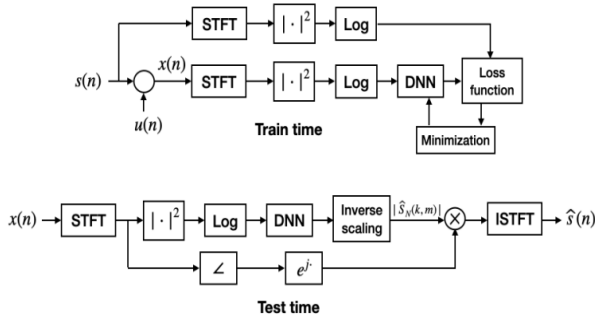 STFT |·|² Log
s(n) x(n) STFT |·|² Log DNN Loss function
u(n)
Train time
Minimization
x(n) STFT |·|² Log DNN Inverse scaling |Ŝ_N(k,m)| × ISTFT ŝ(n)
∠ e^{j·}
Test time